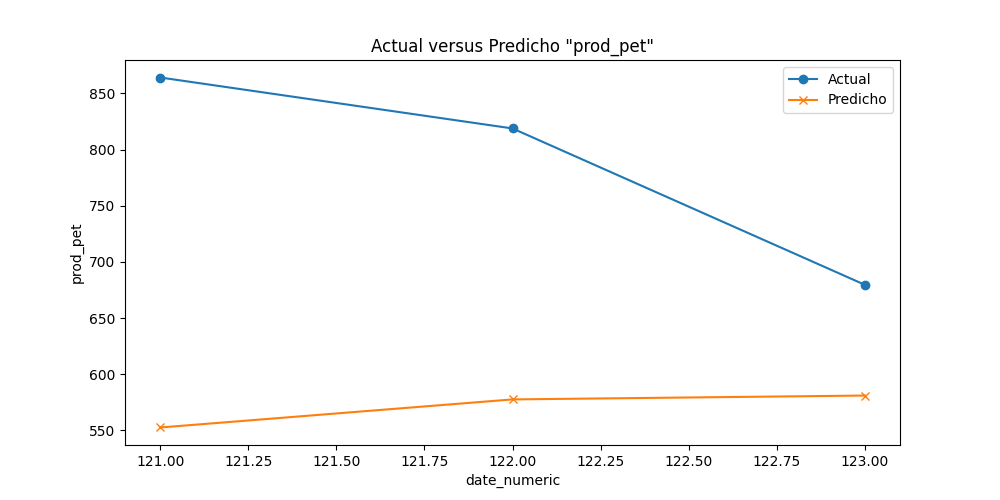 Actual versus Predicho "prod_pet"
Actual
Predicho
prod_pet
850
800
750
700
650
600
550
121.00 121.25 121.50 121.75 122.00 122.25 122.50 122.75 123.00
date_numeric